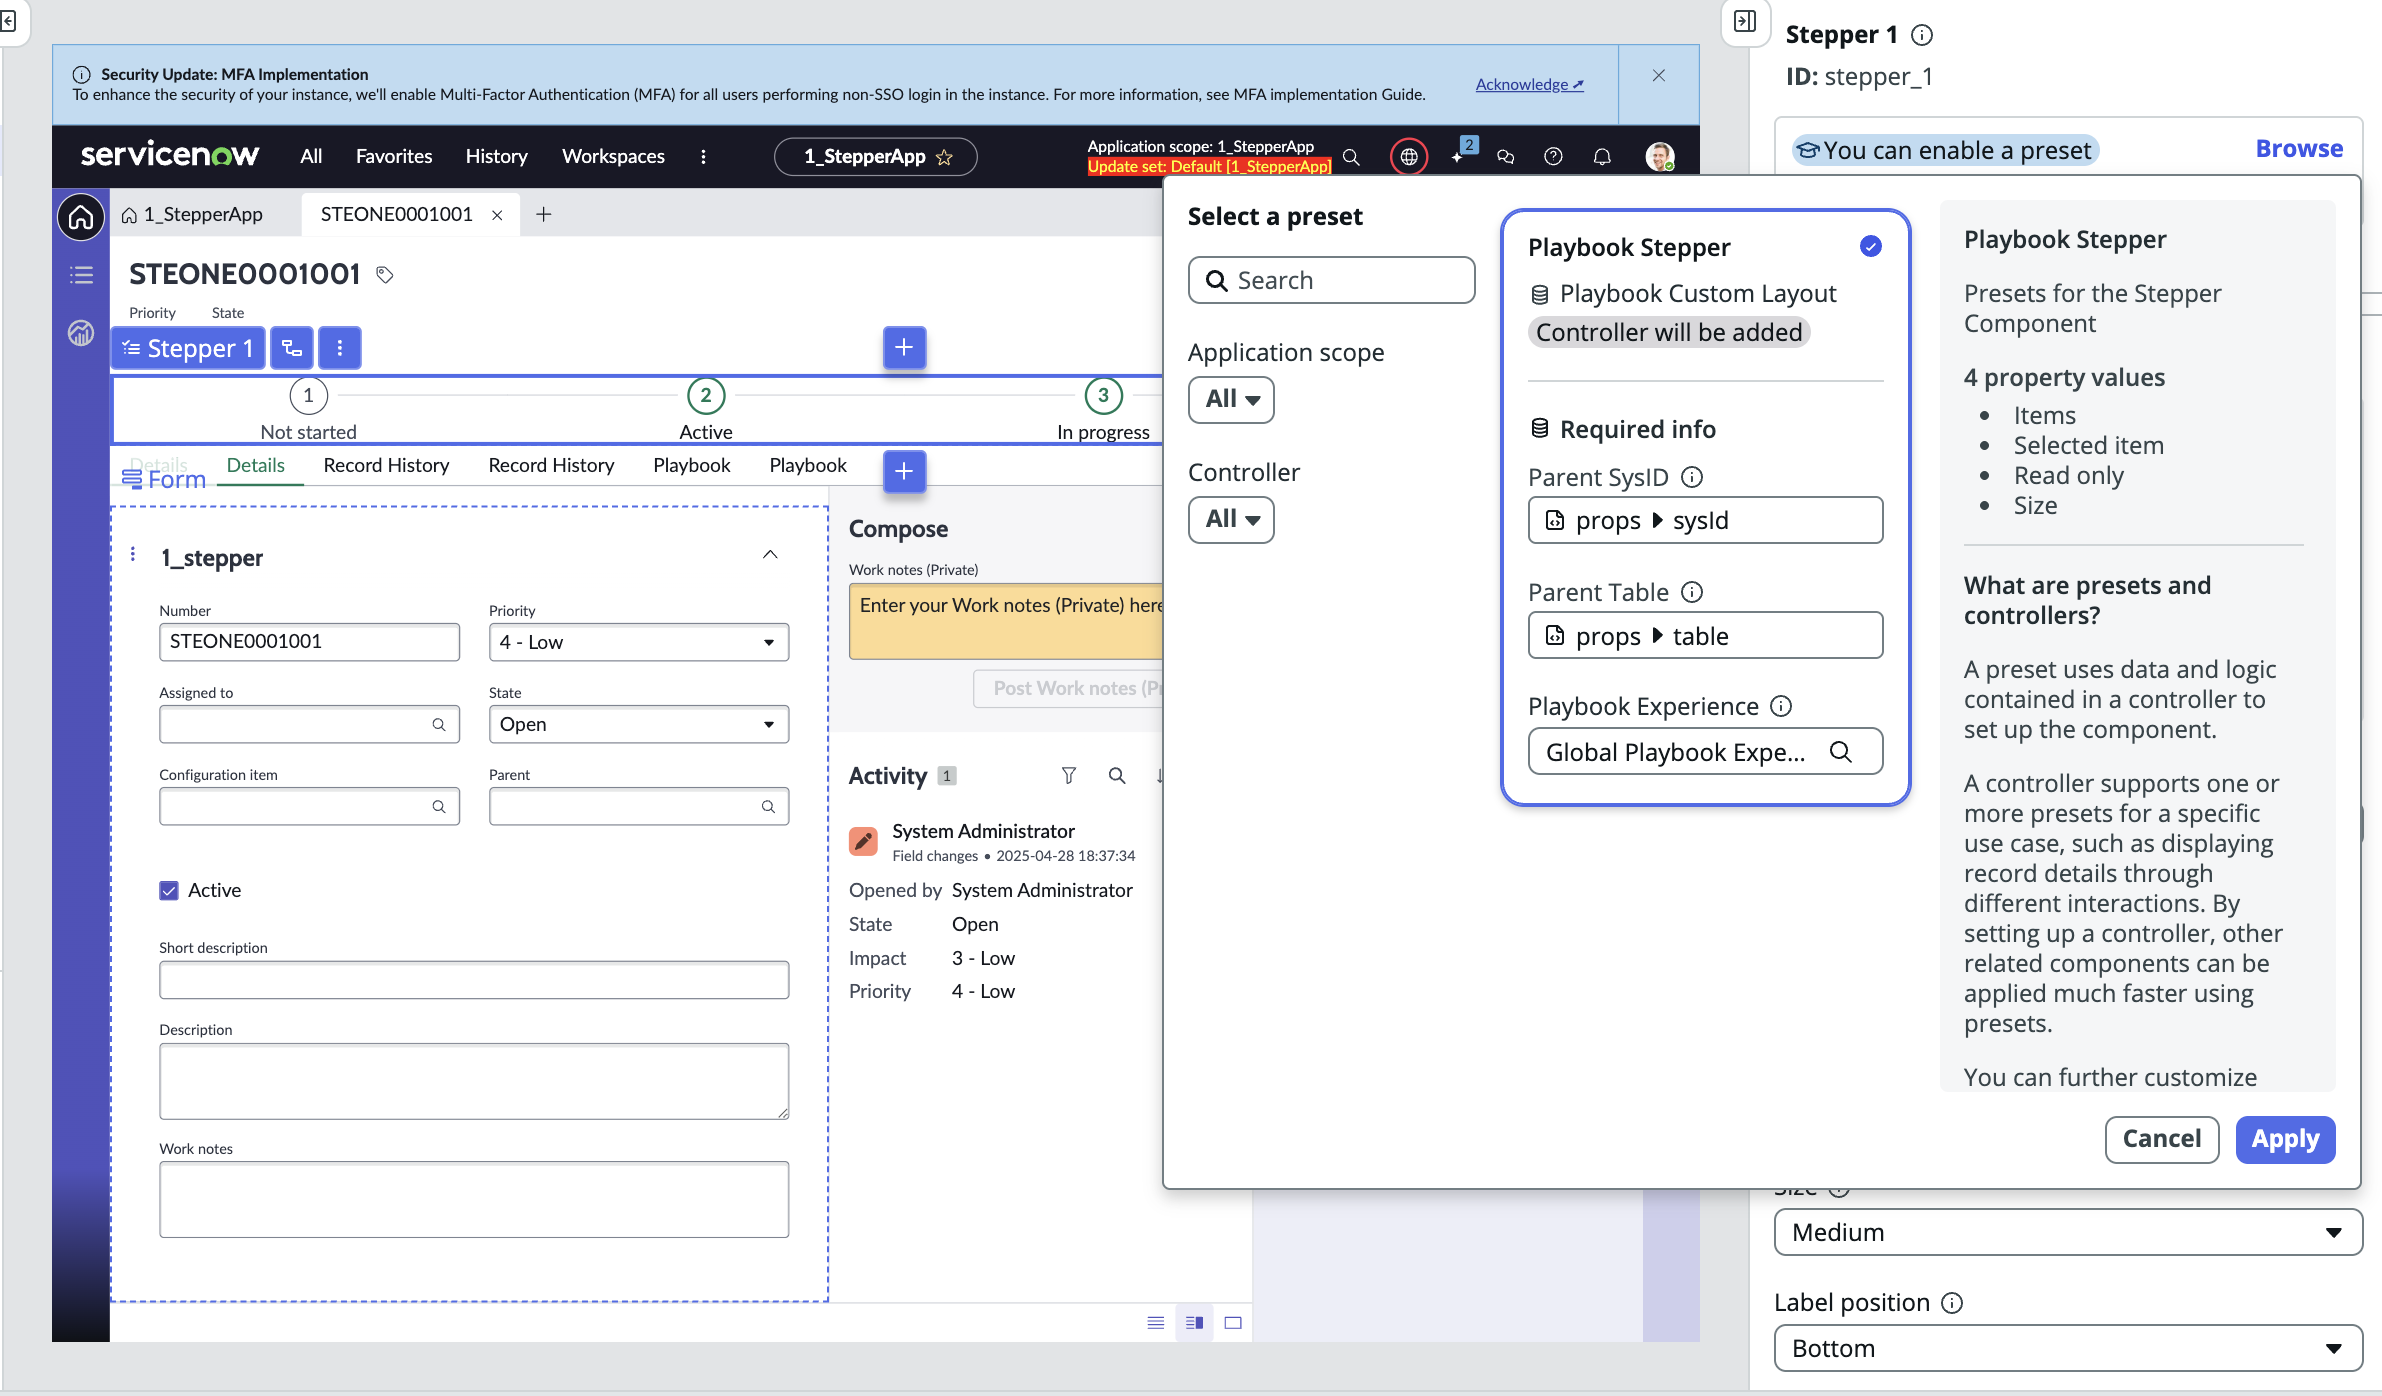 Security Update: MFA Implementation
To enhance the security of your instance, we'll enable Multi-Factor Authentication (MFA) for all users performing non-SSO login in the instance. For more information, see MFA implementation Guide.
Acknowledge
servicenow
All
Favorites
History
Workspaces
1_StepperApp
Application scope: 1_StepperApp
Update set: Default [1_StepperApp]
2
1_StepperApp
STEONE0001001
STEONE0001001
Priority
State
Stepper 1
1
2
3
Not started
Active
In progress
Details
Details
Record History
Record History
Playbook
Playbook
Form
1_stepper
Number
STEONE0001001
Priority
4 - Low
Assigned to
State
Open
Configuration item
Parent
Active
Short description
Description
Work notes
Compose
Work notes (Private)
Enter your Work notes (Private) here
Post Work notes (Pr
Activity 1
System Administrator
Field changes • 2025-04-28 18:37:34
Opened by System Administrator
State Open
Impact 3 - Low
Priority 4 - Low
Stepper 1
ID: stepper_1
You can enable a preset
Browse
Select a preset
Search
Application scope
All
Controller
All
Playbook Stepper
Playbook Custom Layout
Controller will be added
Required info
Parent SysID
props sysId
Parent Table
props table
Playbook Experience
Global Playbook Expe...
Playbook Stepper
Presets for the Stepper
Component
4 property values
• Items
• Selected item
• Read only
• Size
What are presets and
controllers?
A preset uses data and logic
contained in a controller to
set up the component.
A controller supports one or
more presets for a specific
use case, such as displaying
record details through
different interactions. By
setting up a controller, other
related components can be
applied much faster using
presets.
You can further customize
Cancel
Apply
Size
Medium
Label position
Bottom